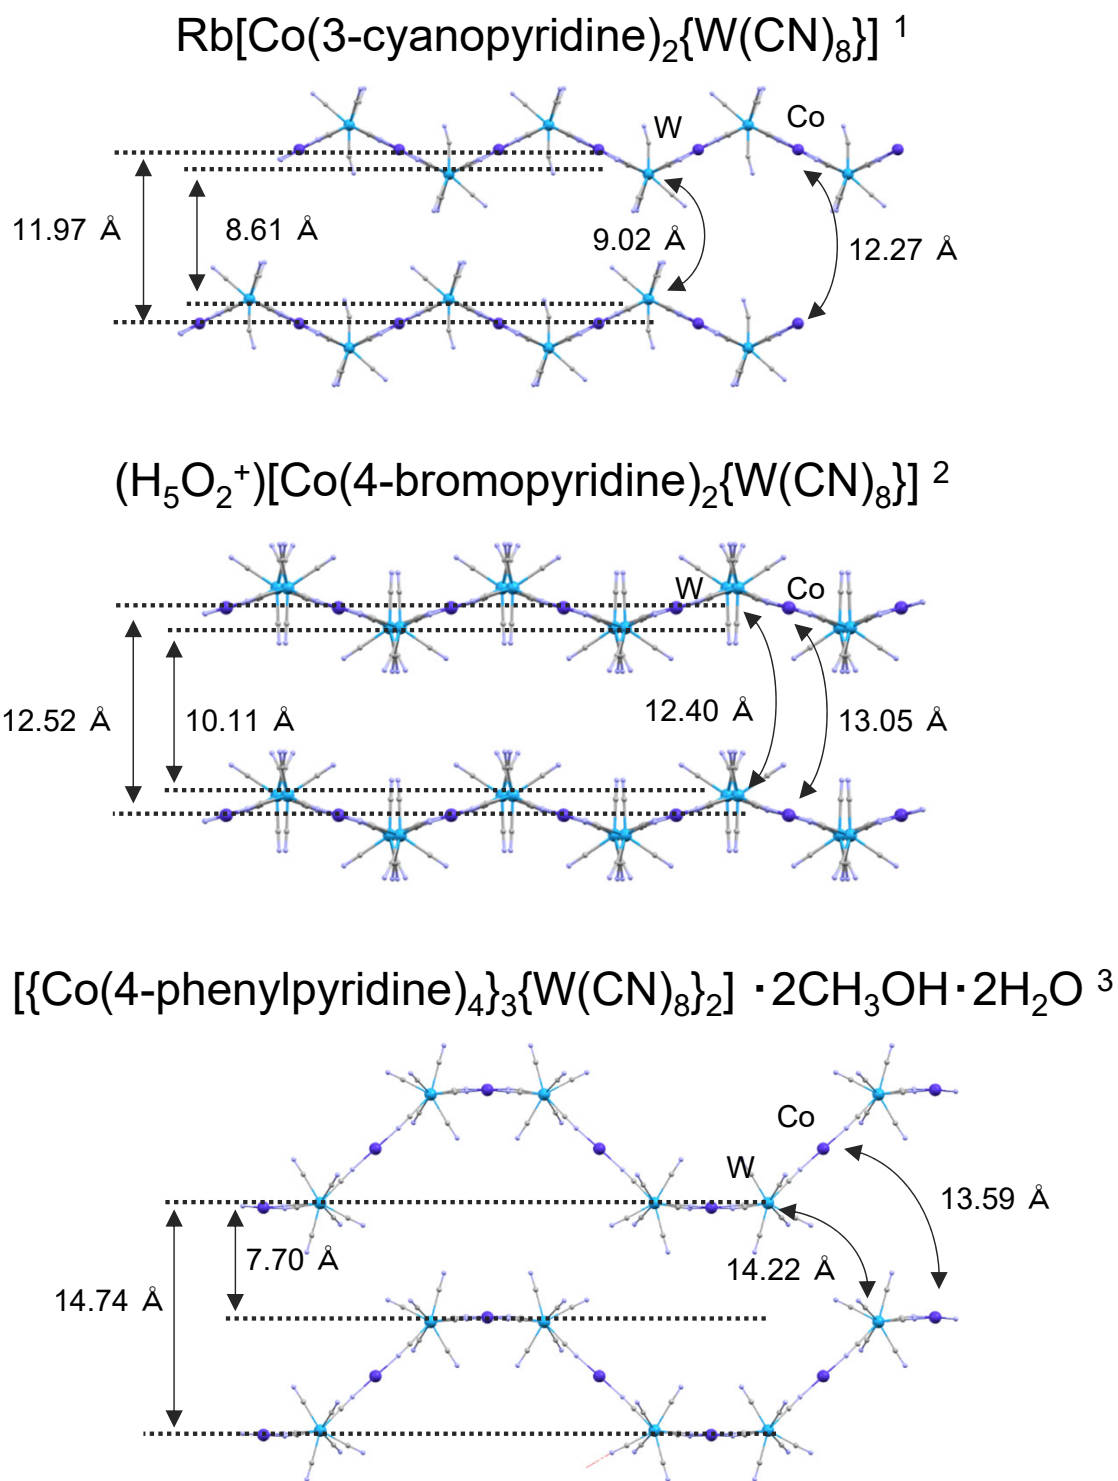 Rb[Co(3-cyanopyridine)₂{W(CN)₈}] ¹
W
Co
11.97 Å
8.61 Å
9.02 Å
12.27 Å
(H₅O₂⁺)[Co(4-bromopyridine)₂{W(CN)₈}] ²
W
Co
12.52 Å
10.11 Å
12.40 Å
13.05 Å
[{Co(4-phenylpyridine)₄}₃{W(CN)₈}₂] ·2CH₃OH·2H₂O ³
Co
W
13.59 Å
7.70 Å
14.22 Å
14.74 Å